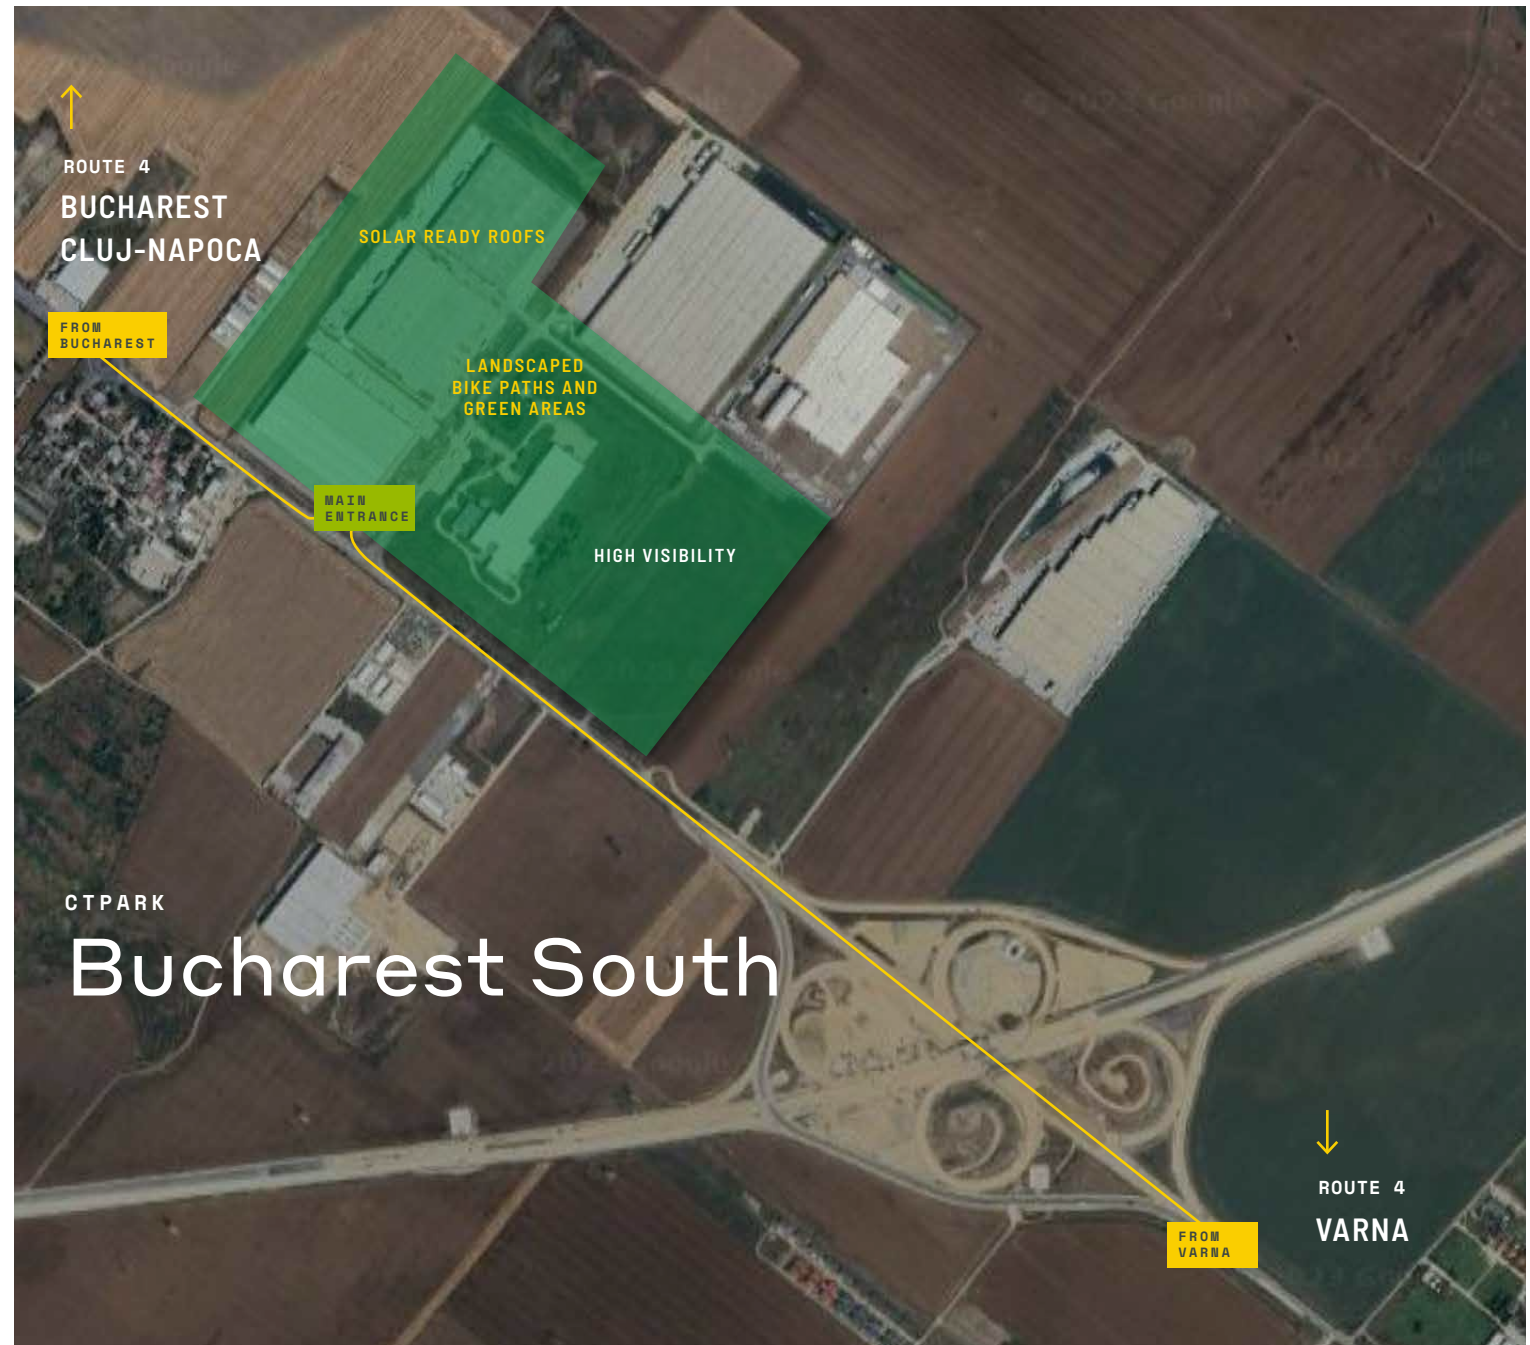 ROUTE 4
BUCHAREST
CLUJ-NAPOCA
FROM
BUCHAREST
SOLAR READY ROOFS
LANDSCAPED
BIKE PATHS AND
GREEN AREAS
MAIN
ENTRANCE
HIGH VISIBILITY
CTPARK
Bucharest South
ROUTE 4
VARNA
FROM
VARNA